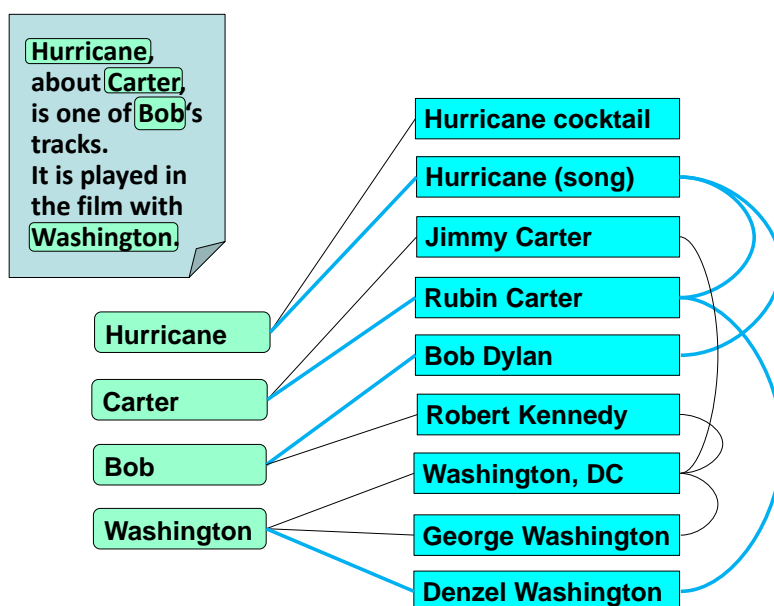 Hurricane,
about Carter,
is one of Bob‘s
tracks.
It is played in
the film with
Washington.
Hurricane
Carter
Bob
Washington
Hurricane cocktail
Hurricane (song)
Jimmy Carter
Rubin Carter
Bob Dylan
Robert Kennedy
Washington, DC
George Washington
Denzel Washington